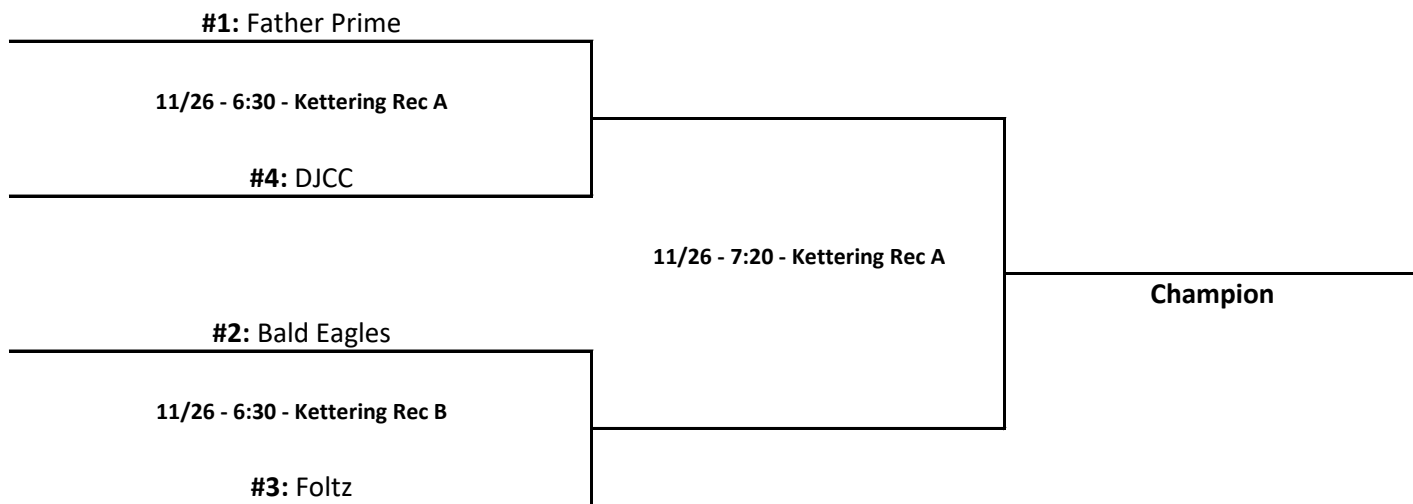 #1: Father Prime
11/26 - 6:30 - Kettering Rec A
#4: DJCC
11/26 - 7:20 - Kettering Rec A
Champion
#2: Bald Eagles
11/26 - 6:30 - Kettering Rec B
#3: Foltz